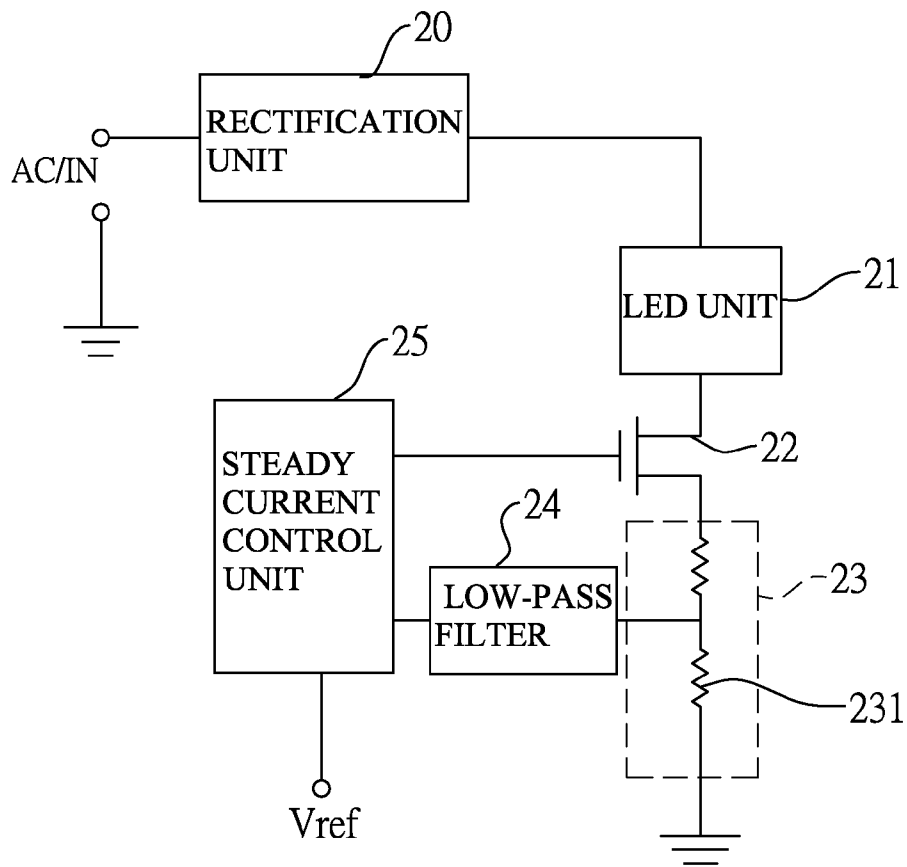 20
RECTIFICATION
UNIT
AC/IN
21
LED UNIT
25
STEADY
CURRENT
CONTROL
UNIT
22
24
LOW-PASS
FILTER
23
231
Vref